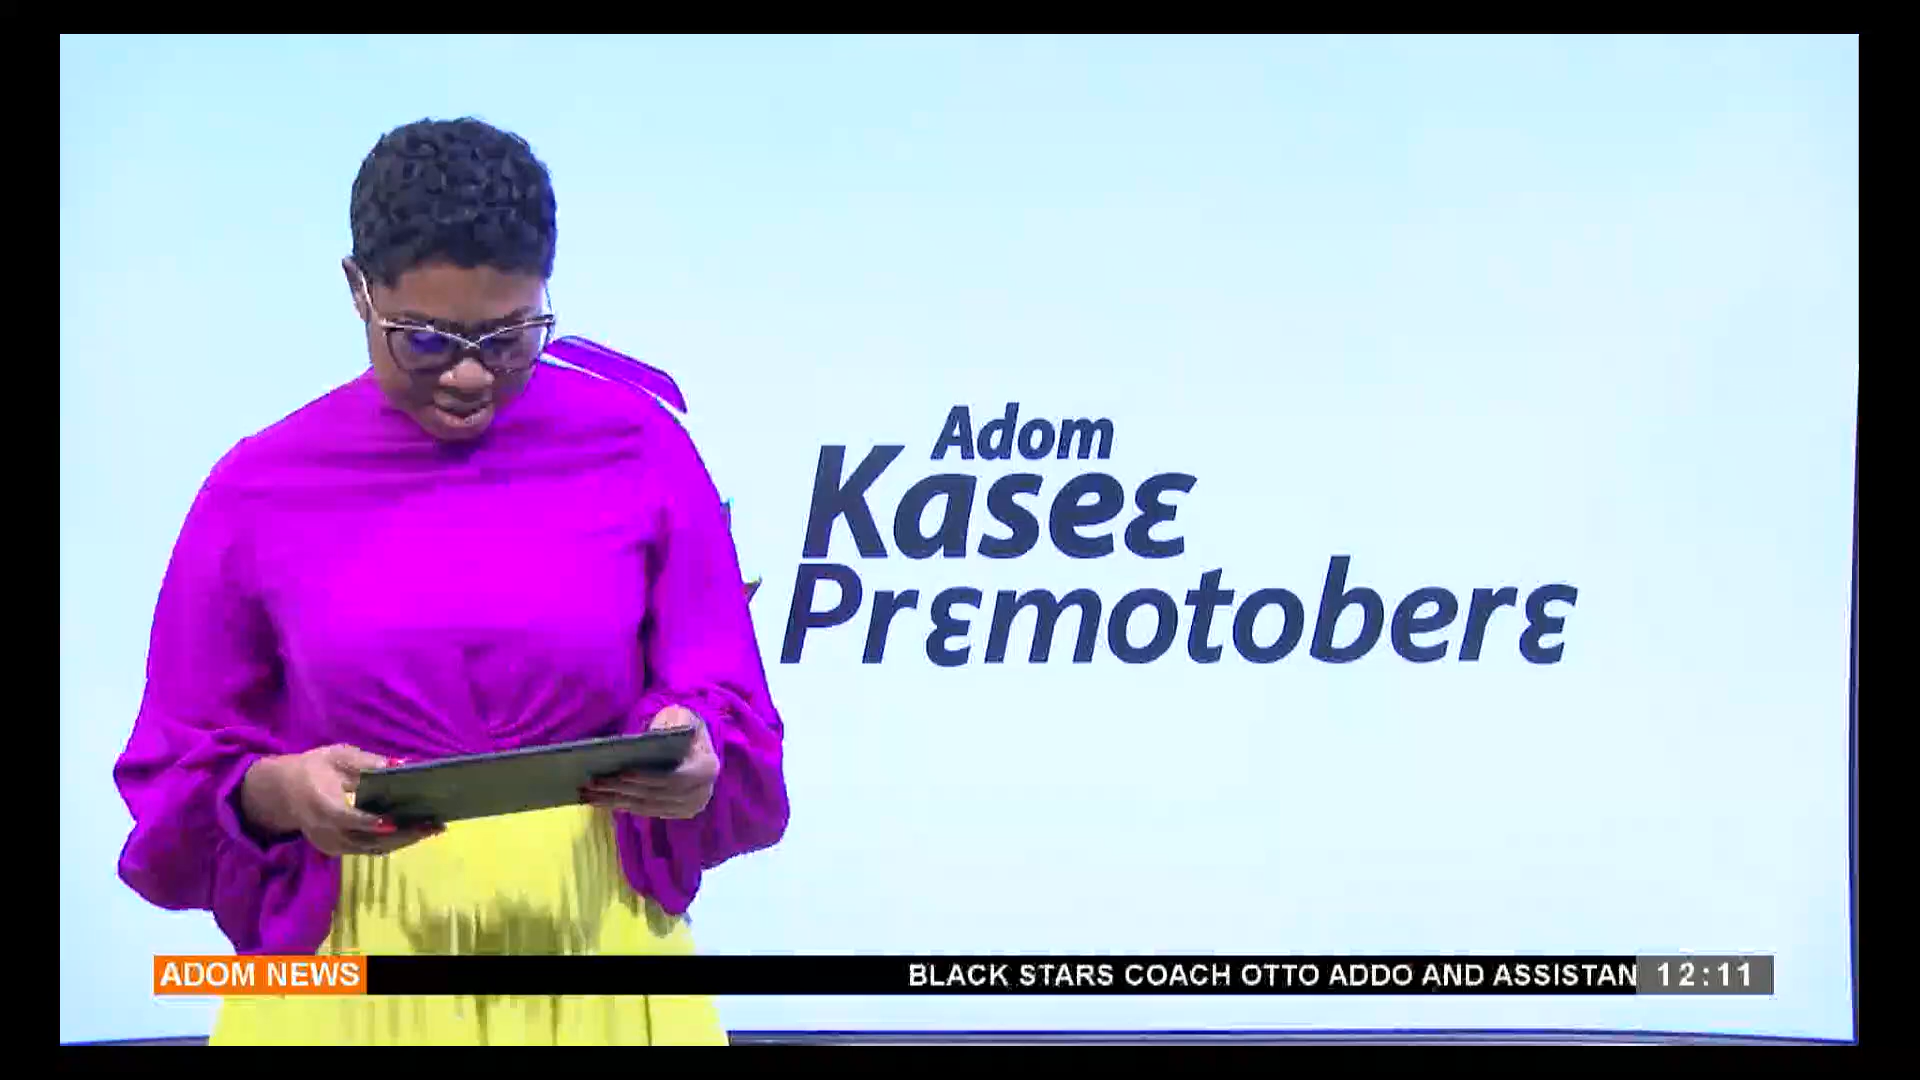 Adom
Kaseɛ
Prɛmotoberɛ
ADOM NEWS
BLACK STARS COACH OTTO ADDO AND ASSISTAN
12:11